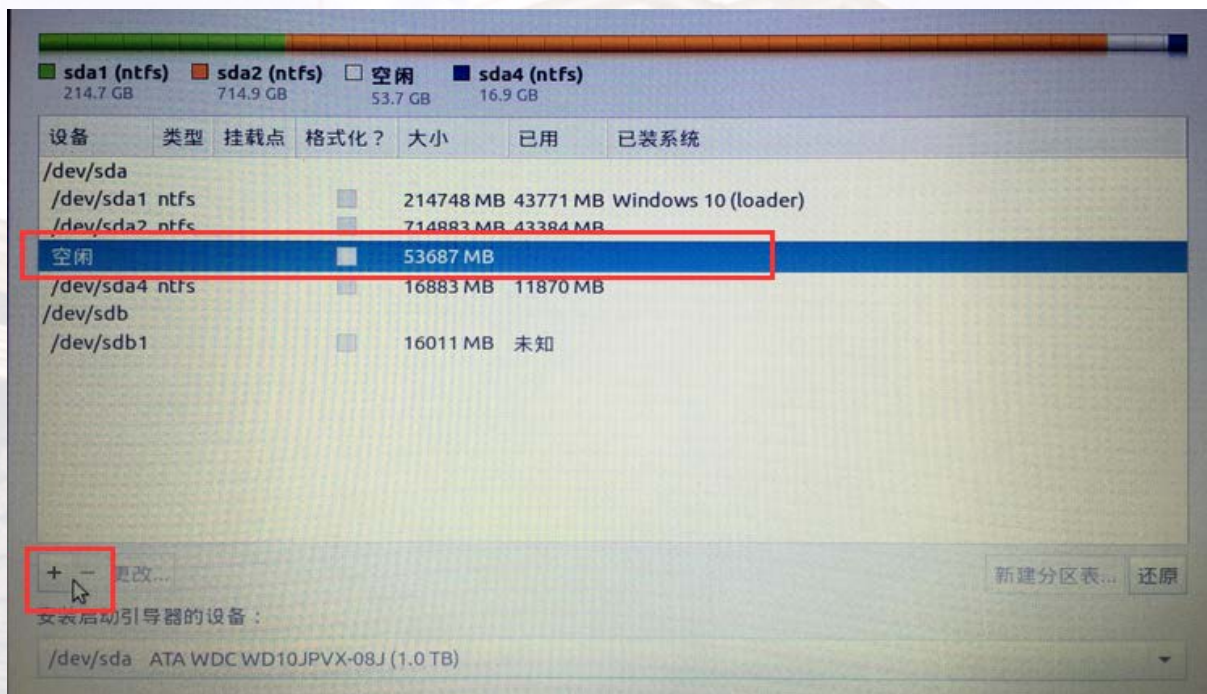 sda1 (ntfs) sda2 (ntfs) 空闲 sda4 (ntfs)
214.7 GB 714.9 GB 53.7 GB 16.9 GB
设备 类型 挂载点 格式化？ 大小 已用 已装系统
/dev/sda
/dev/sda1 ntfs 214748 MB 43771 MB Windows 10 (loader)
/dev/sda2 ntfs 714883 MB 43384 MB
空闲 53687 MB
/dev/sda4 ntfs 16883 MB 11870 MB
/dev/sdb
/dev/sdb1 16011 MB 未知
+ - 更改... 新建分区表... 还原
安装启动引导器的设备：
/dev/sda ATA WDC WD10JPVX-08J (1.0 TB)